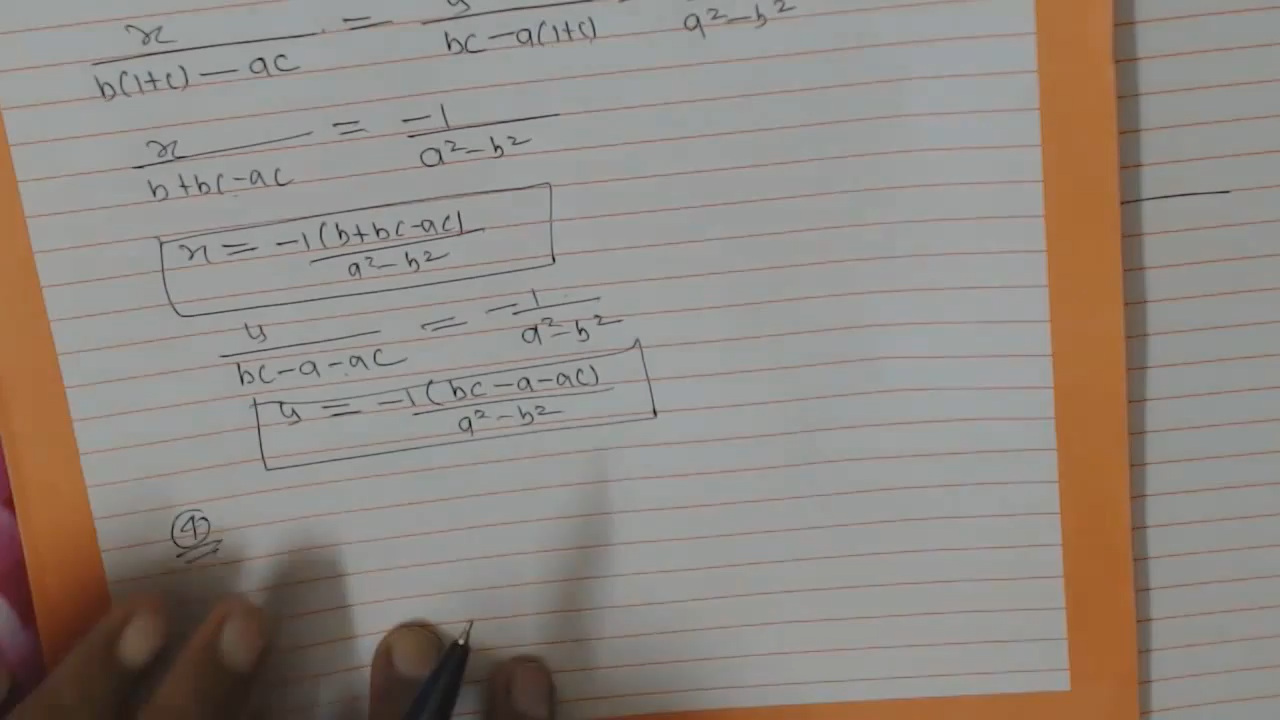 x/(b(1+c)-ac) = y/(bc-a(1+c)) a²-b²
x/(b+bc-ac) = -1/(a²-b²)
x = -1(b+bc-ac)/(a²-b²)
y/(bc-a-ac) = -1/(a²-b²)
y = -1(bc-a-ac)/(a²-b²)
④